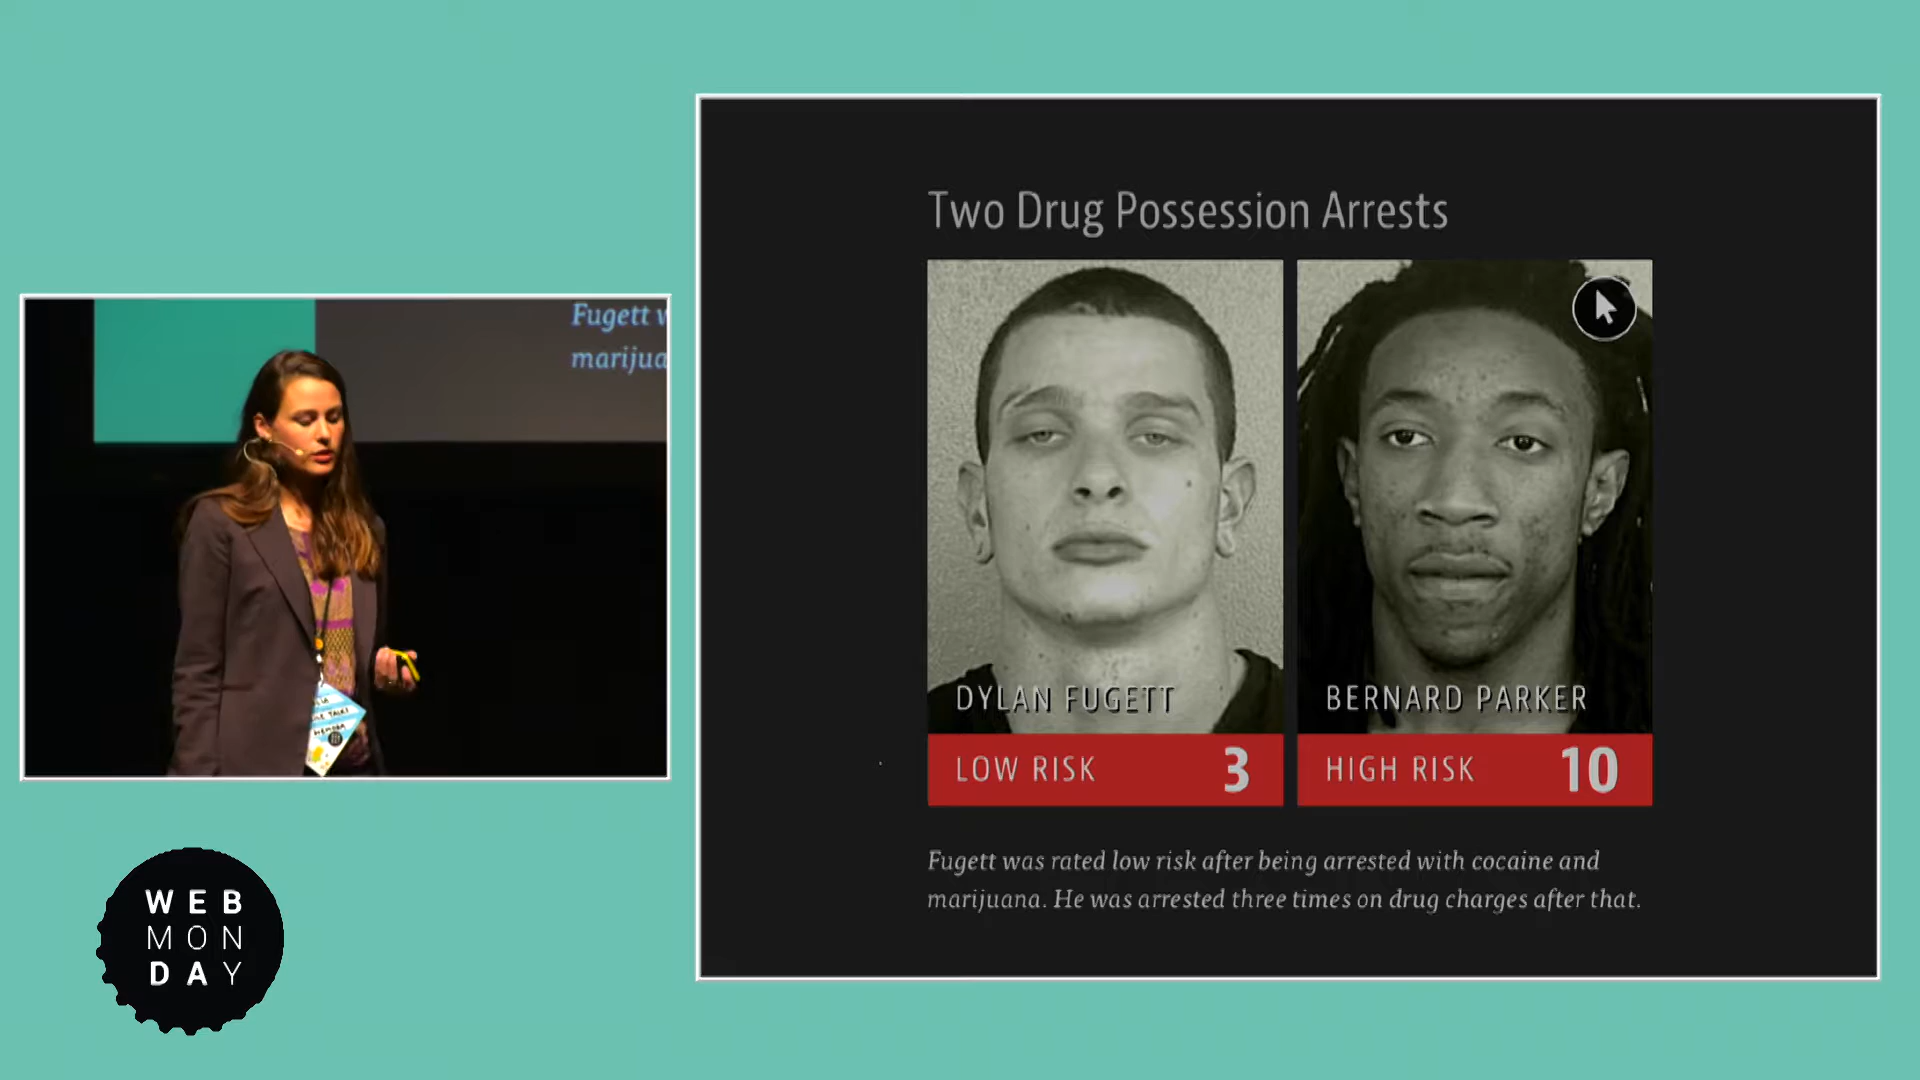 Two Drug Possession Arrests
DYLAN FUGETT
BERNARD PARKER
LOW RISK 3
HIGH RISK 10
Fugett was rated low risk after being arrested with cocaine and
marijuana. He was arrested three times on drug charges after that.
Fugett
marijua
WEB
MON
DAY